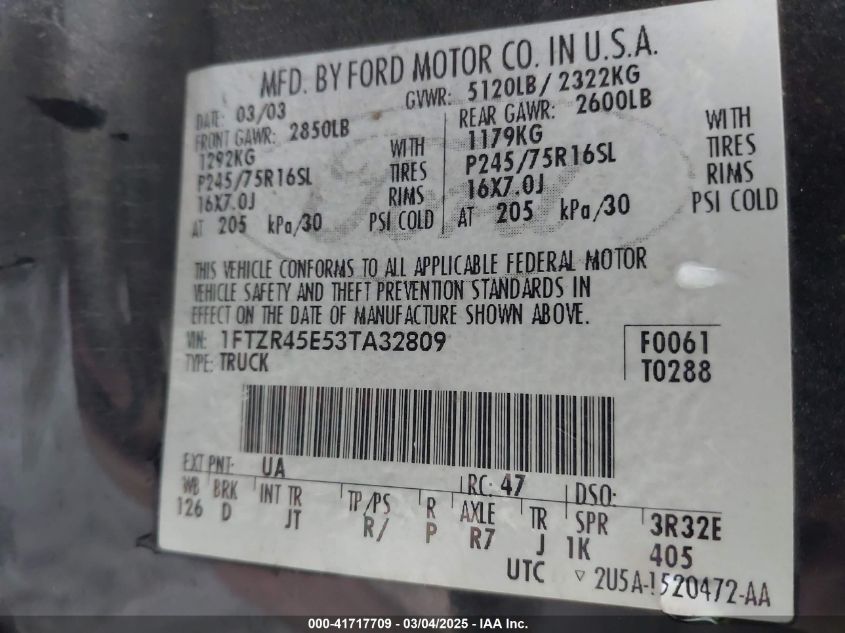 MFD. BY FORD MOTOR CO. IN U.S.A.
DATE: 03/03 GVWR: 5120LB/ 2322KG
FRONT GAWR: 2850LB REAR GAWR: 2600LB
1292KG WITH 1179KG WITH
P245/75R16SL TIRES P245/75R16SL TIRES
16X7.0J RIMS 16X7.0J RIMS
AT 205 kPa/30 PSI COLD AT 205 kPa/30 PSI COLD
THIS VEHICLE CONFORMS TO ALL APPLICABLE FEDERAL MOTOR
VEHICLE SAFETY AND THEFT PREVENTION STANDARDS IN
EFFECT ON THE DATE OF MANUFACTURE SHOWN ABOVE.
VIN: 1FTZR45E53TA32809 F0061
TYPE: TRUCK T0288
EXT PNT: UA RC: 47 DSO:
WB BRK INT TR TP/PS R AXLE TR SPR 3R32E
126 D JT R/ P R7 J 1K 405
UTC ▽ 2U5A-1520472-AA
000-41717709 - 03/04/2025 - IAA Inc.